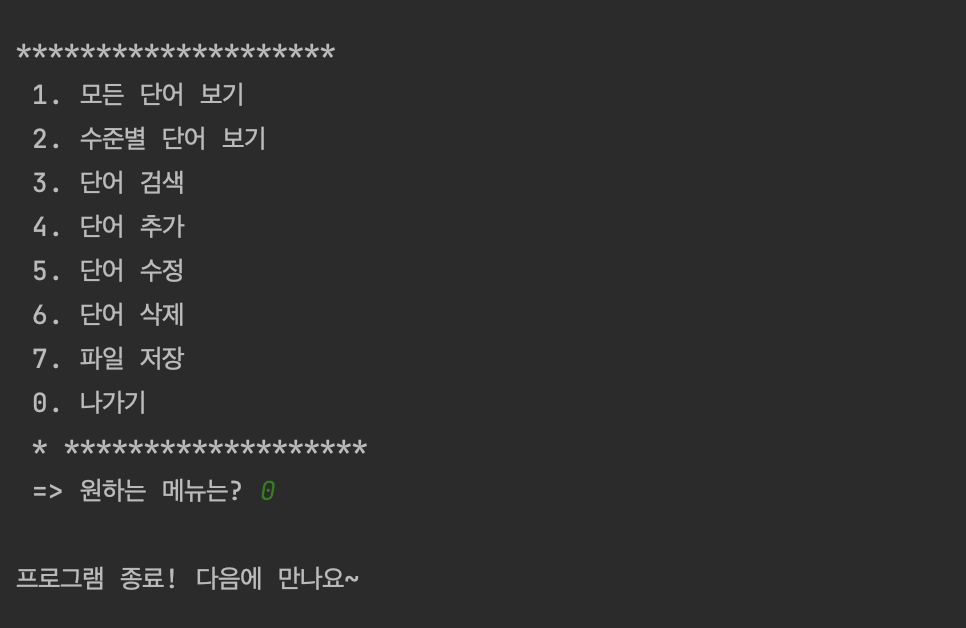 ********************
1. 모든 단어 보기
2. 수준별 단어 보기
3. 단어 검색
4. 단어 추가
5. 단어 수정
6. 단어 삭제
7. 파일 저장
0. 나가기
* *******************
=> 원하는 메뉴는? 0
프로그램 종료! 다음에 만나요~